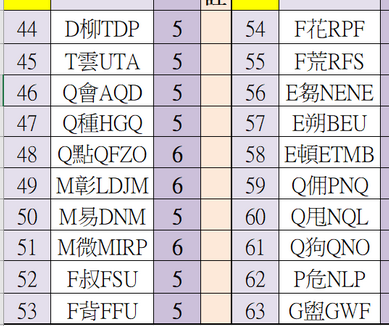 44 D柳TDP 5 54 F花RPF
45 T雲UTA 5 55 F荒RFS
46 Q會AQD 5 56 E芻NENE
47 Q種HGQ 5 57 E朔BEU
48 Q點QFZO 6 58 E頓ETMB
49 M彰LDJM 6 59 Q佣PNQ
50 M易DNM 5 60 Q甩NQL
51 M微MIRP 6 61 Q狗QNO
52 F叔FSU 5 62 P危NLP
53 F背FFU 5 63 G盥GWF